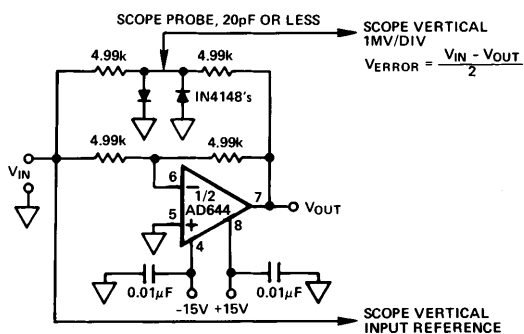 SCOPE PROBE, 20pF OR LESS
SCOPE VERTICAL
1MV/DIV
VERROR = VIN - VOUT
2
4.99k
4.99k
IN4148's
4.99k
4.99k
VIN
6
7
1/2
AD644
VOUT
5
8
4
0.01μF
-15V +15V
0.01μF
SCOPE VERTICAL
INPUT REFERENCE